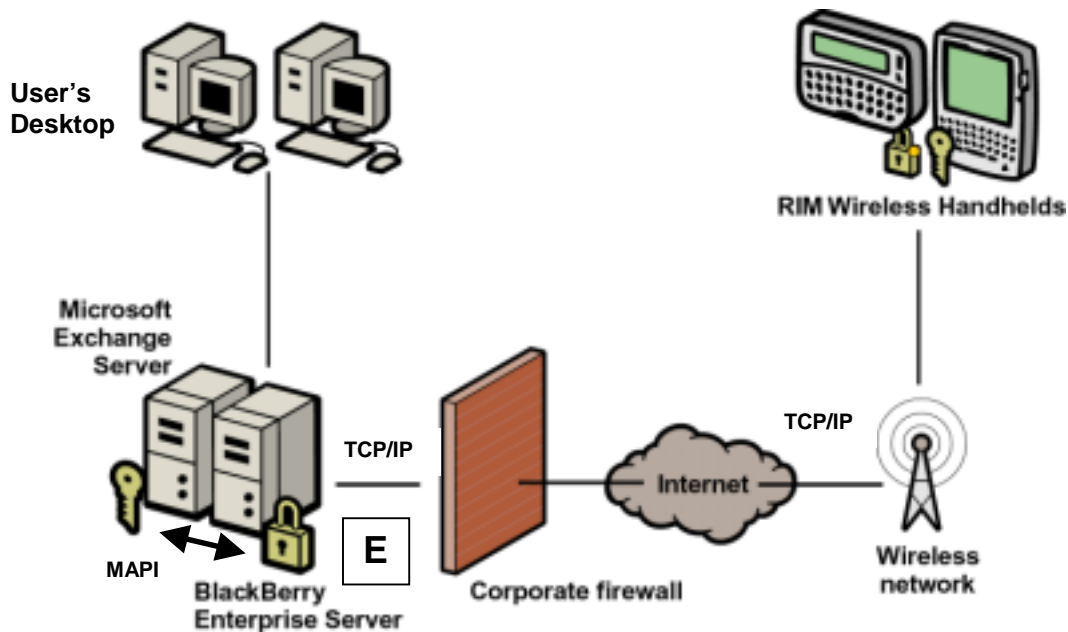 User’s
Desktop
RIM Wireless Handhelds
Microsoft
Exchange
Server
TCP/IP
TCP/IP
Internet
E
MAPI
BlackBerry
Enterprise Server
Corporate firewall
Wireless
network